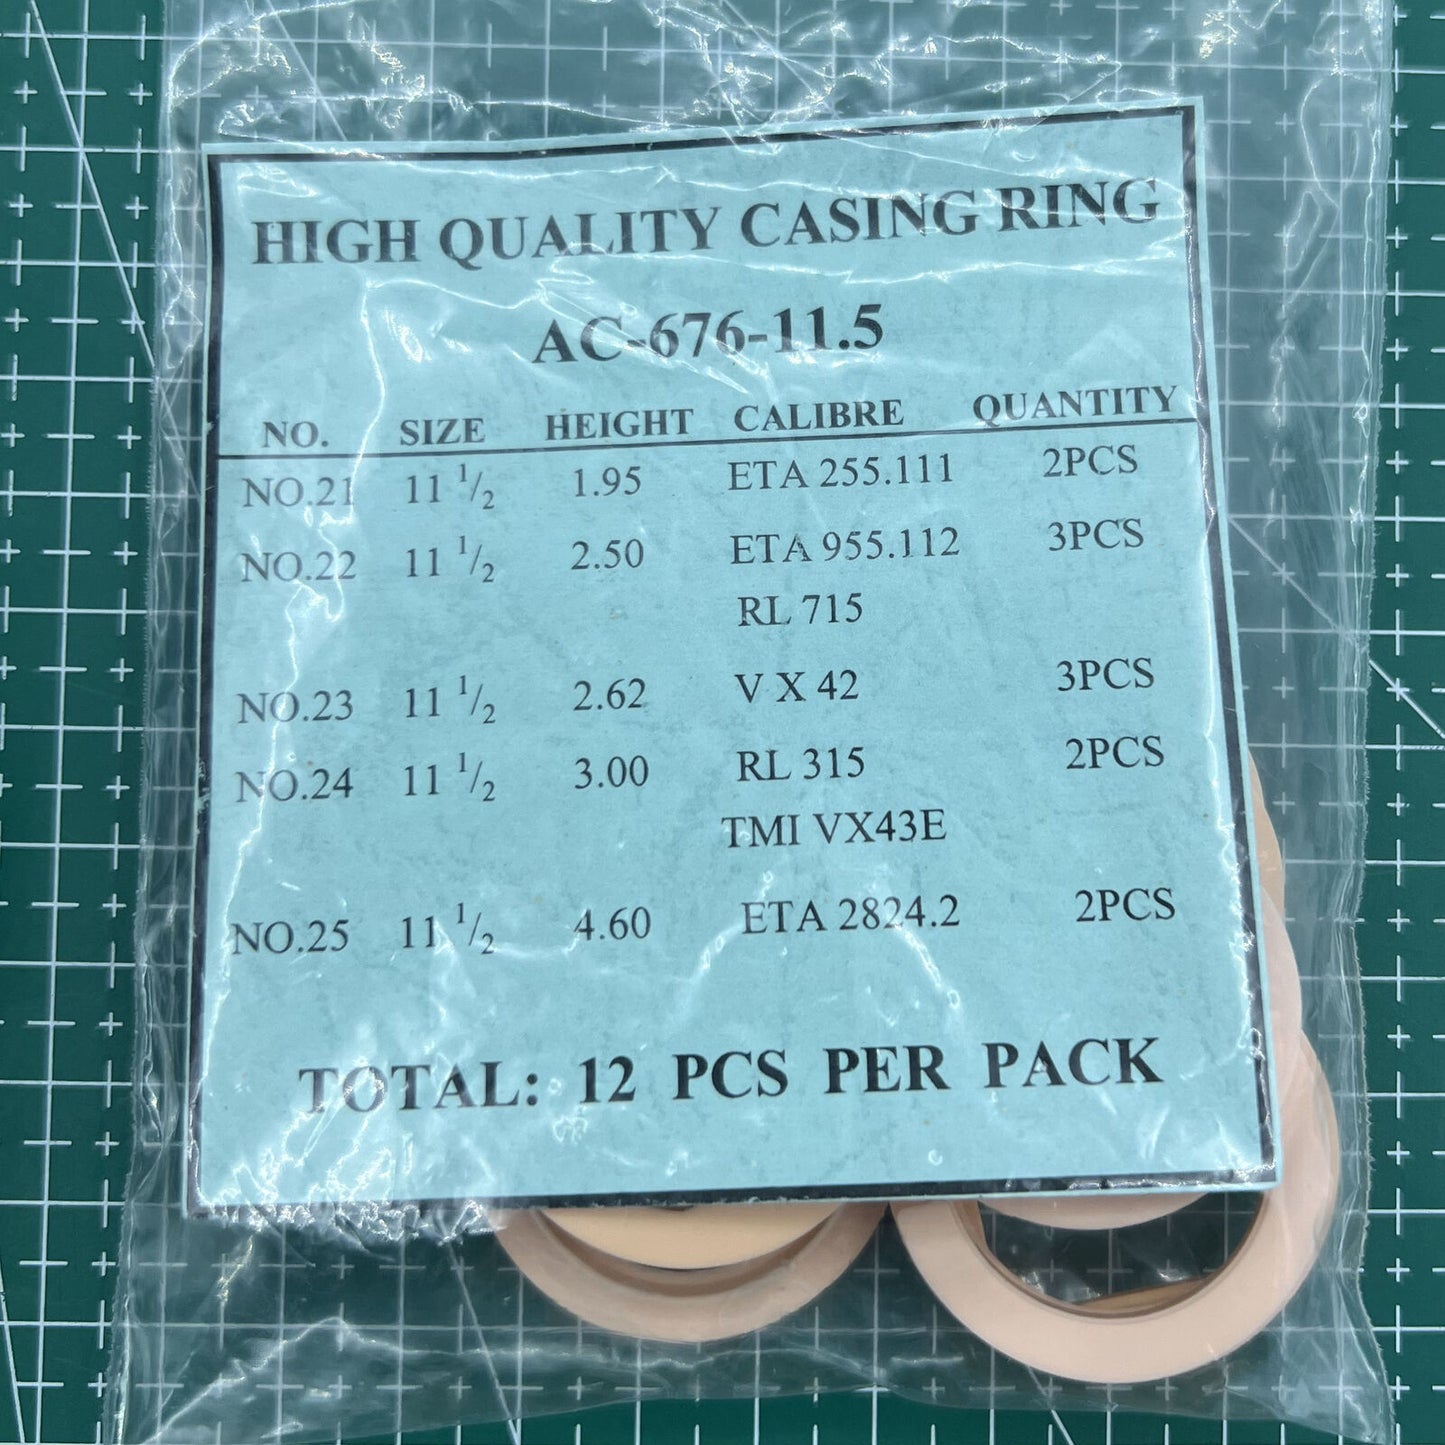 HIGH QUALITY CASING RING
AC-676-11.5
NO. SIZE HEIGHT CALIBRE QUANTITY
NO.21 11 1/2 1.95 ETA 255.111 2PCS
NO.22 11 1/2 2.50 ETA 955.112 3PCS
RL 715
NO.23 11 1/2 2.62 V X 42 3PCS
NO.24 11 1/2 3.00 RL 315 2PCS
TMI VX43E
NO.25 11 1/2 4.60 ETA 2824.2 2PCS
TOTAL: 12 PCS PER PACK